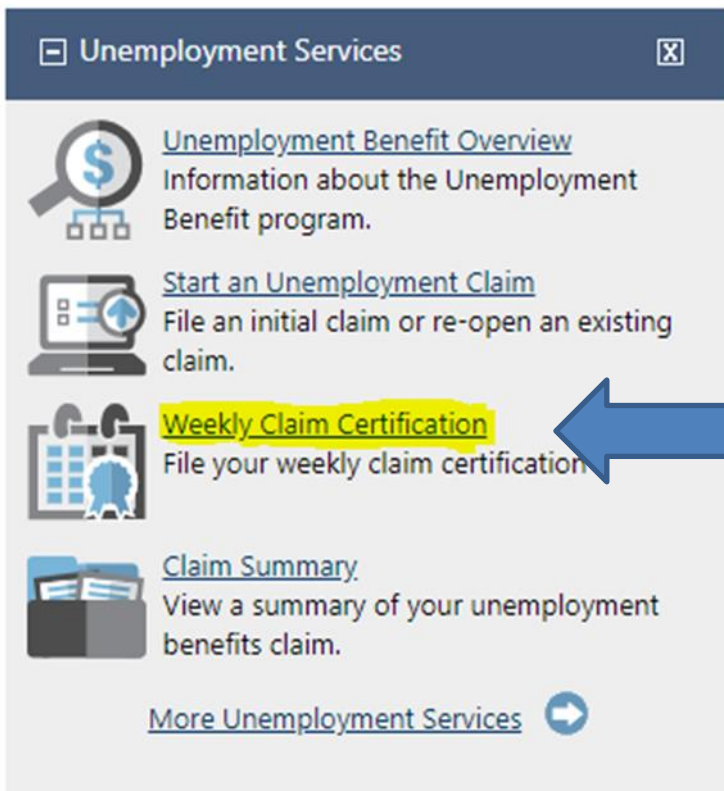 Unemployment Services
Unemployment Benefit Overview
Information about the Unemployment
Benefit program.
Start an Unemployment Claim
File an initial claim or re-open an existing
claim.
Weekly Claim Certification
File your weekly claim certification
Claim Summary
View a summary of your unemployment
benefits claim.
More Unemployment Services